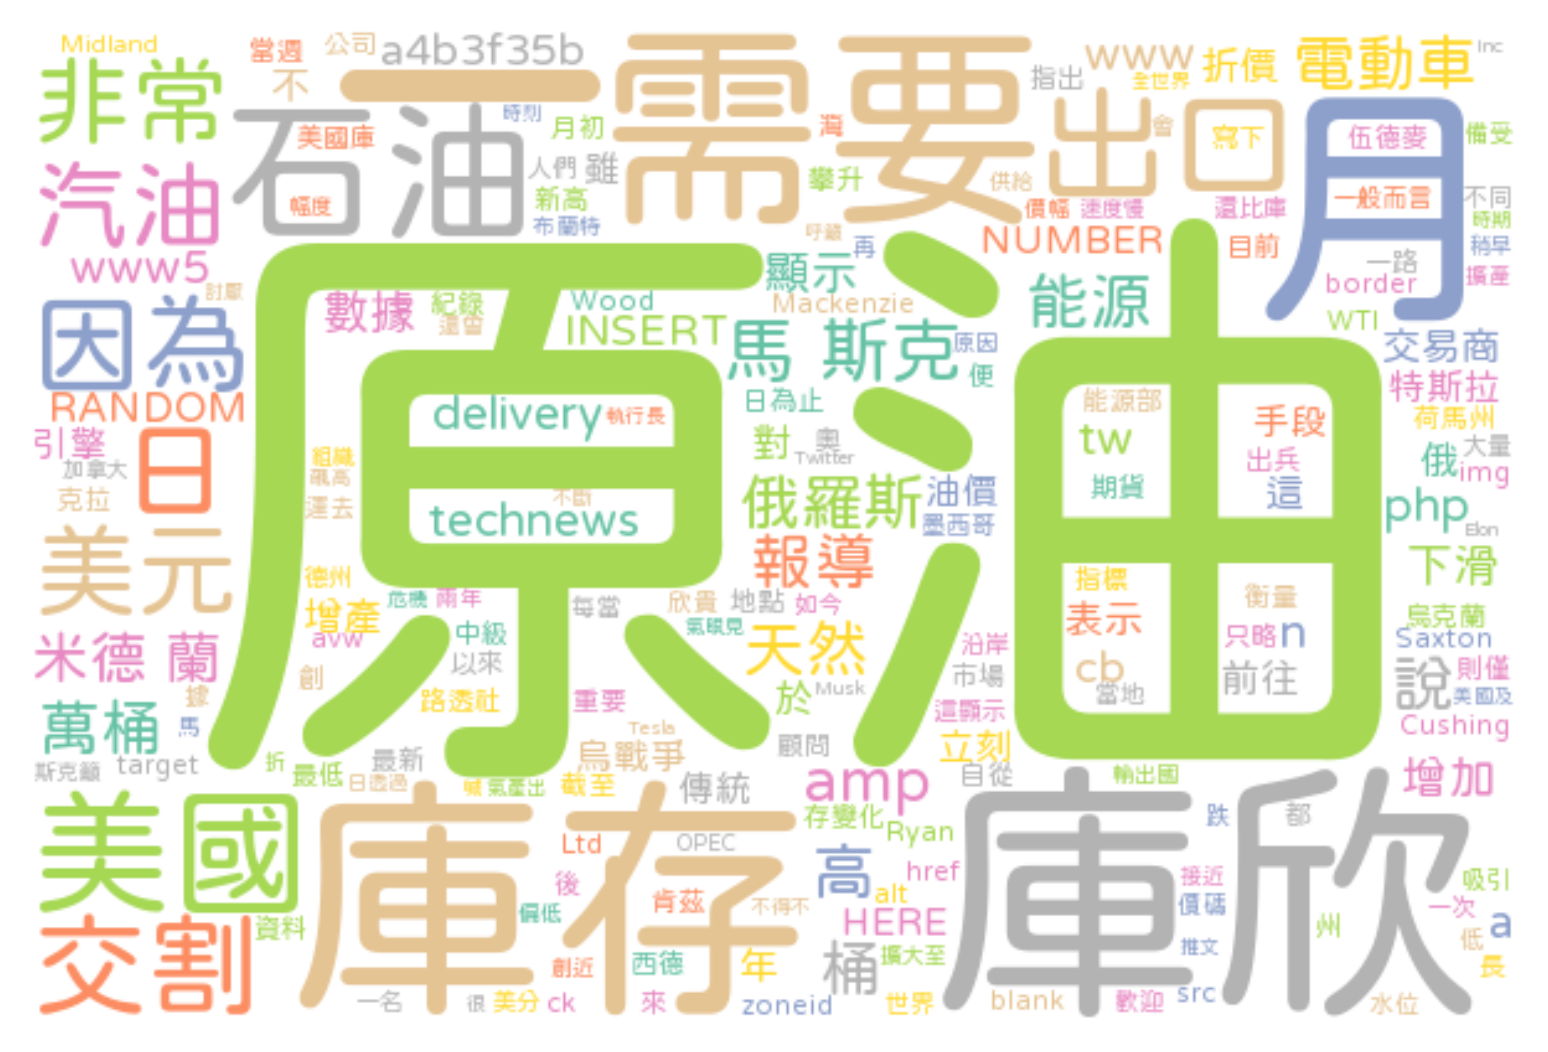 Midland
當週
公司
a4b3f35b
需要
www
折價
電動車
Inc
非常
不
一
指出
全世界
石油
美國庫
時刻
月初
灣
出口
會
寫下
月
伍德麥
備受
人們
雖
新高
攀升
供給
一般而言
不同
汽油
幅度
布蘭特
價幅
速度慢
還比庫
時期
www5
呼籲
再
NUMBER
目前
稍早
原油
顯示
能源
一路
擴產
border
討厭
數據
紀錄
還會
Wood
Mackenzie
INSERT
WTI
因為
馬 斯克
原因
便
交易商
RANDOM
delivery
執行長
日為止
能源部
手段
特斯拉
荷馬州
引擎
日
加拿大
克拉
組織
飆高
運去
對
奧
Twitter
tw
出兵
期貨
這
俄
大量
img
不斷
technews
俄羅斯
油價
墨西哥
php
Elon
美元
報導
下滑
德州
增產
avw
危機
兩年
每當
欣貴
地點
如今
指標
表示
衡量
只略
n
烏克蘭
Saxton
米德 蘭
中級
以來
氣眼見
天然
沿岸
市場
cb
當地
前往
說
則僅
美國及
據
創
路透社
重要
於
Musk
這顯示
Cushing
萬桶
馬
Tesla
烏戰爭
顧問
立刻
斯克籲
target
折
最低
最新
日透過
喊
氣產出
截至
傳統
amp
自從
輸出國
增加
美國
庫存
Ltd
OPEC
存變化
Ryan
庫欣
跌
都
後
高
href
alt
接近
吸引
肯茲
不得不
HERE
價碼
一次
a
交割
資料
偏低
州
低
創近
西德
年
桶
擴大至
推文
長
一名
很
美分
ck
來
zoneid
世界
blank
歡迎
src
水位